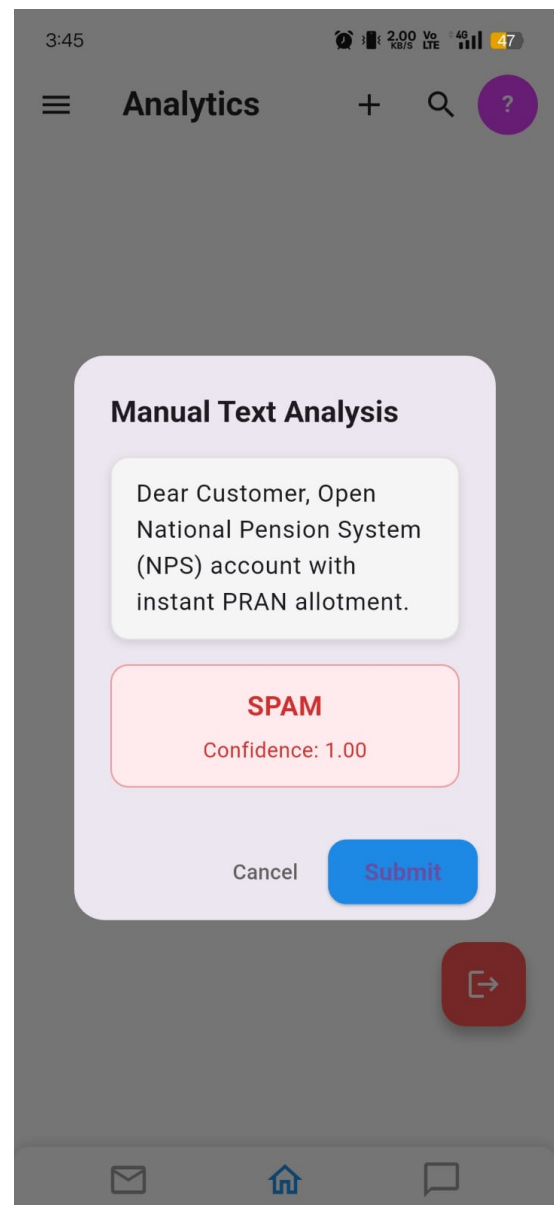 3:45
2.00 KB/S Vo LTE 4G 47
Analytics
?
Manual Text Analysis
Dear Customer, Open
National Pension System
(NPS) account with
instant PRAN allotment.
SPAM
Confidence: 1.00
Cancel
Submit